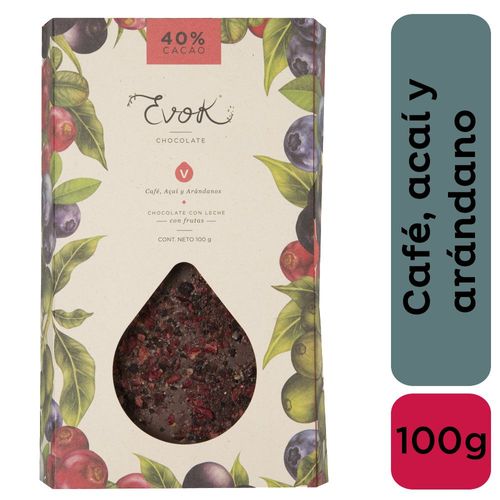 40%
CACAO
Evok
CHOCOLATE
V
Café, Açaí y Arándanos
CHOCOLATE CON LECHE
con frutas
CONT. NETO 100 g
Café, acaí y
arándano
100g